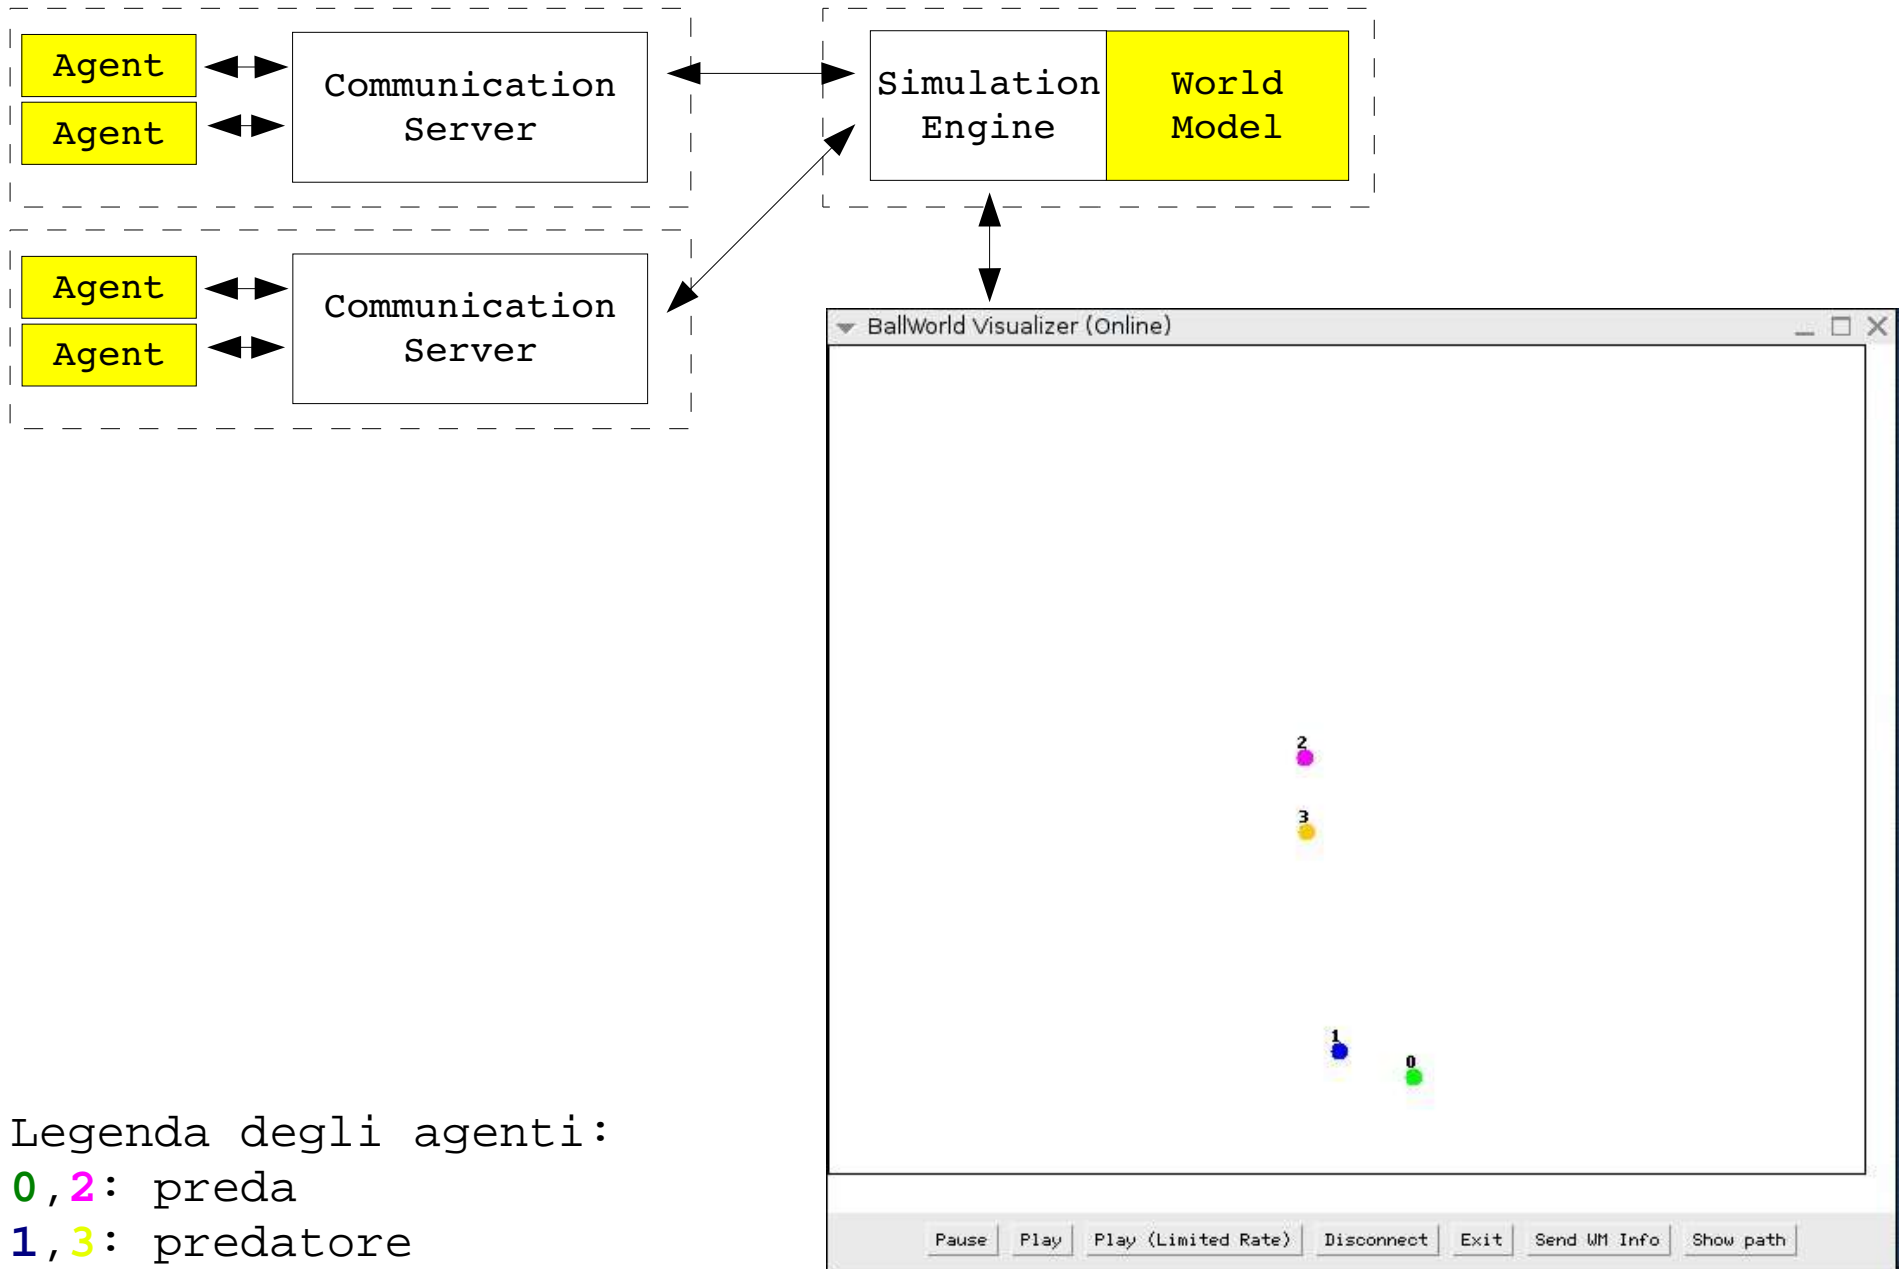 Agent
Agent
Communication
Server
Simulation
Engine
World
Model
Agent
Agent
Communication
Server
BallWorld Visualizer (Online)
2
3
1
0
Legenda degli agenti:
0,2: preda
1,3: predatore
Pause Play Play (Limited Rate) Disconnect Exit Send WM Info Show path